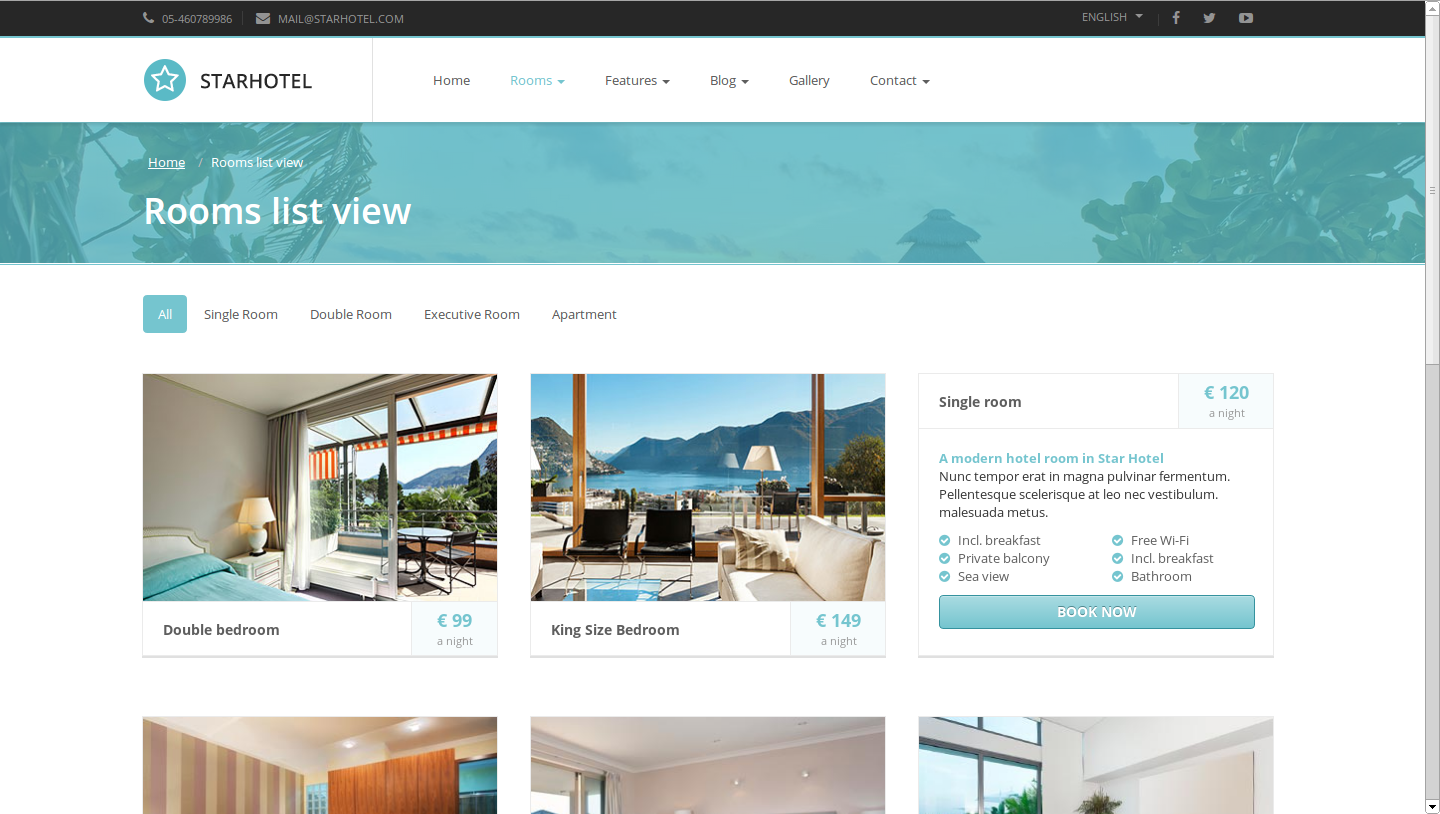 05-460789986
MAIL@STARHOTEL.COM
ENGLISH
STARHOTEL
Home
Rooms
Features
Blog
Gallery
Contact
Home / Rooms list view
Rooms list view
All
Single Room
Double Room
Executive Room
Apartment
Double bedroom
€ 99
a night
King Size Bedroom
€ 149
a night
Single room
€ 120
a night
A modern hotel room in Star Hotel
Nunc tempor erat in magna pulvinar fermentum.
Pellentesque scelerisque at leo nec vestibulum.
malesuada metus.
Incl. breakfast
Private balcony
Sea view
Free Wi-Fi
Incl. breakfast
Bathroom
BOOK NOW